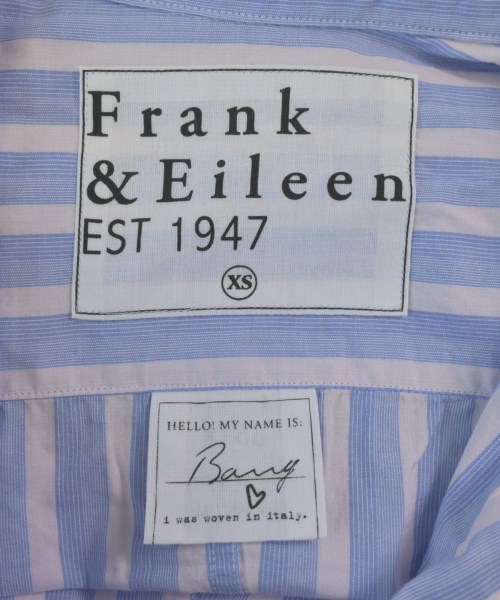 Frank
& Eileen
EST 1947
XS
HELLO! MY NAME IS:
Barry
i was woven in italy.